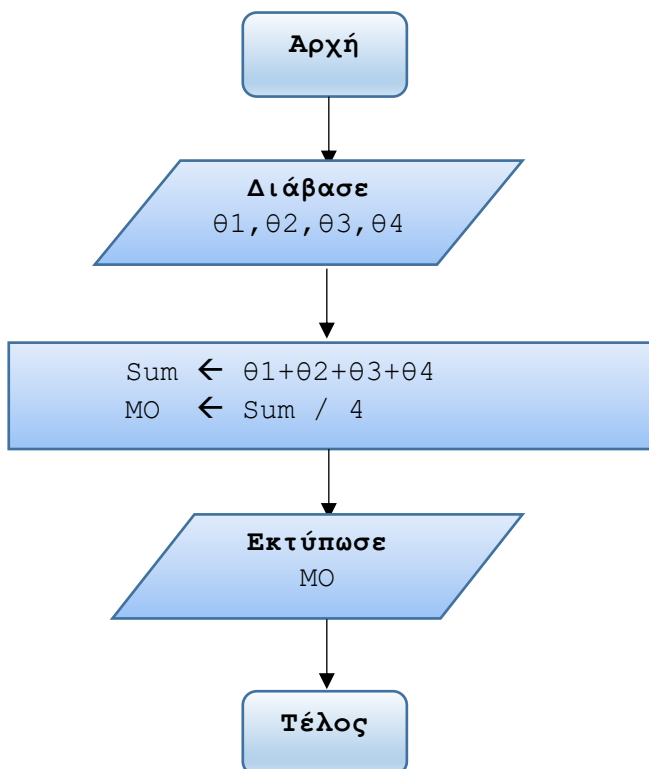 Αρχή
Διάβασε
θ1,θ2,θ3,θ4
Sum 🡨 θ1+θ2+θ3+θ4
ΜΟ 🡨 Sum / 4
Εκτύπωσε
ΜΟ
Τέλος